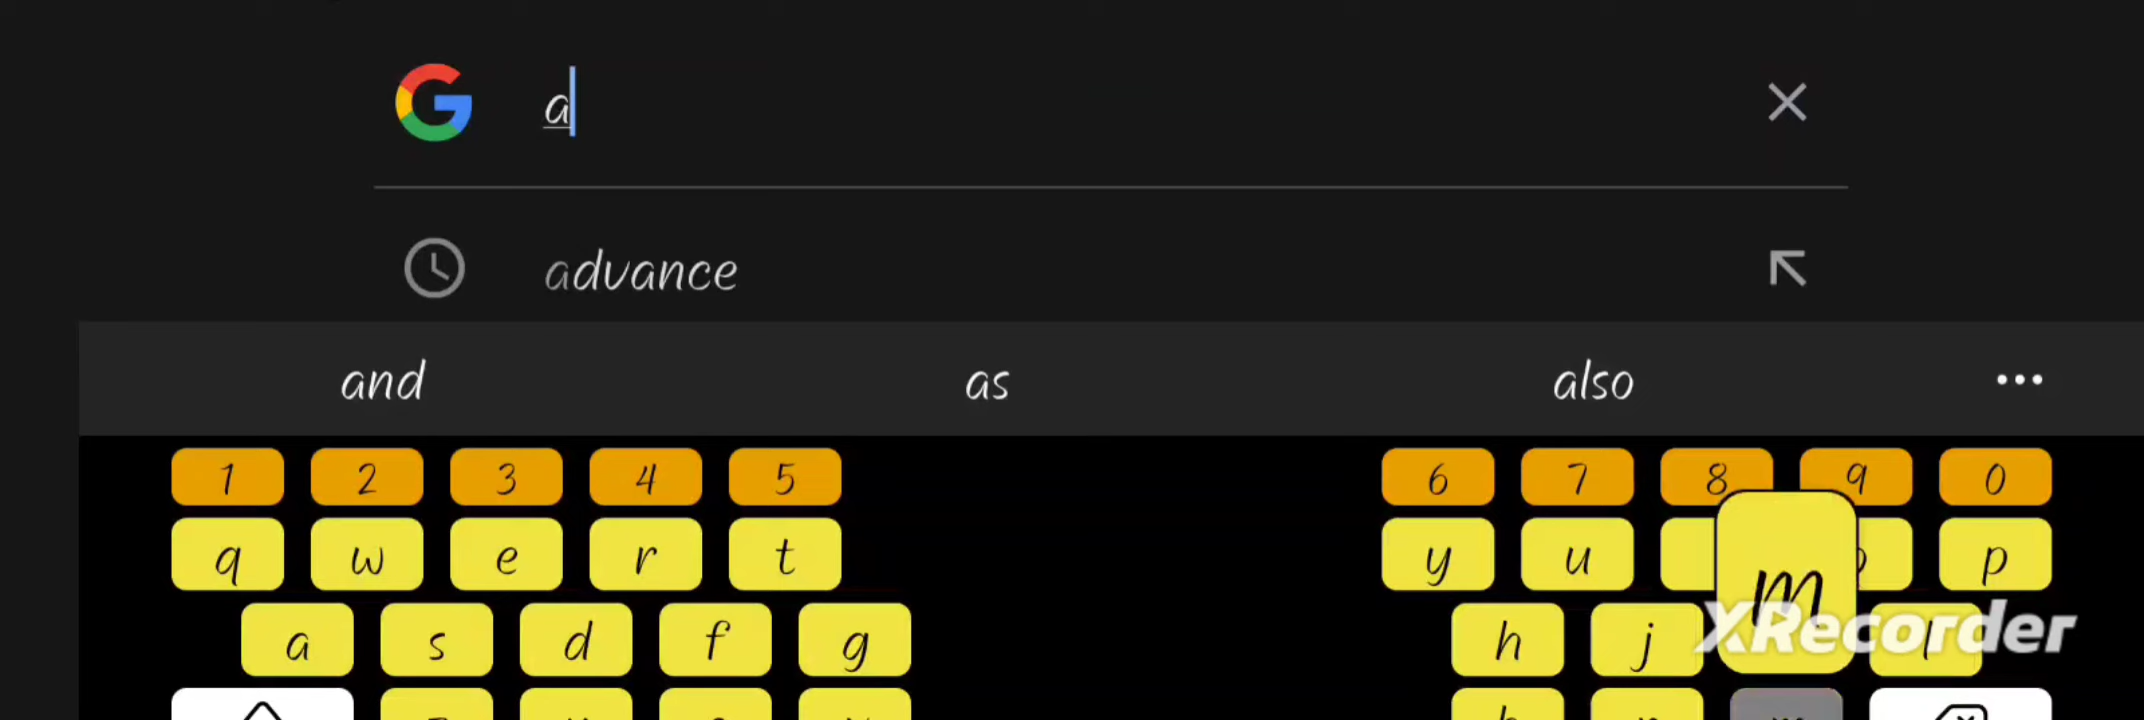 a
advance
and as also
1 2 3 4 5 6 7 8 9 0
q w e r t y u p
a s d f g h j l
m
XRecorder